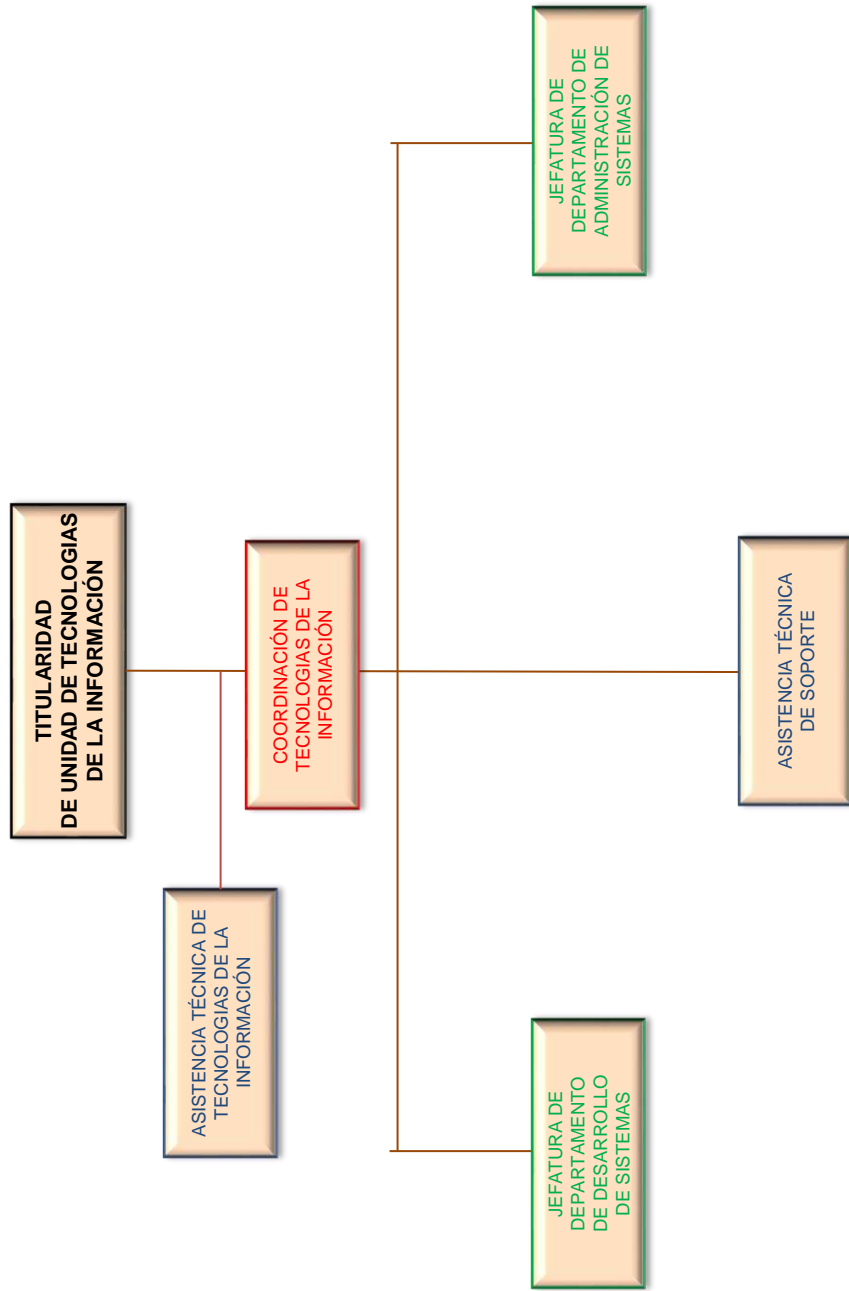 TITULARIDAD
DE UNIDAD DE TECNOLOGIAS
DE LA INFORMACIÓN
ASISTENCIA TÉCNICA DE
TECNOLOGIAS DE LA
INFORMACIÓN
COORDINACIÓN DE
TECNOLOGIAS DE LA
INFORMACIÓN
JEFATURA DE
DEPARTAMENTO
DE DESARROLLO
DE SISTEMAS
JEFATURA DE
DEPARTAMENTO DE
ADMINISTRACIÓN DE
SISTEMAS
ASISTENCIA TÉCNICA
DE SOPORTE